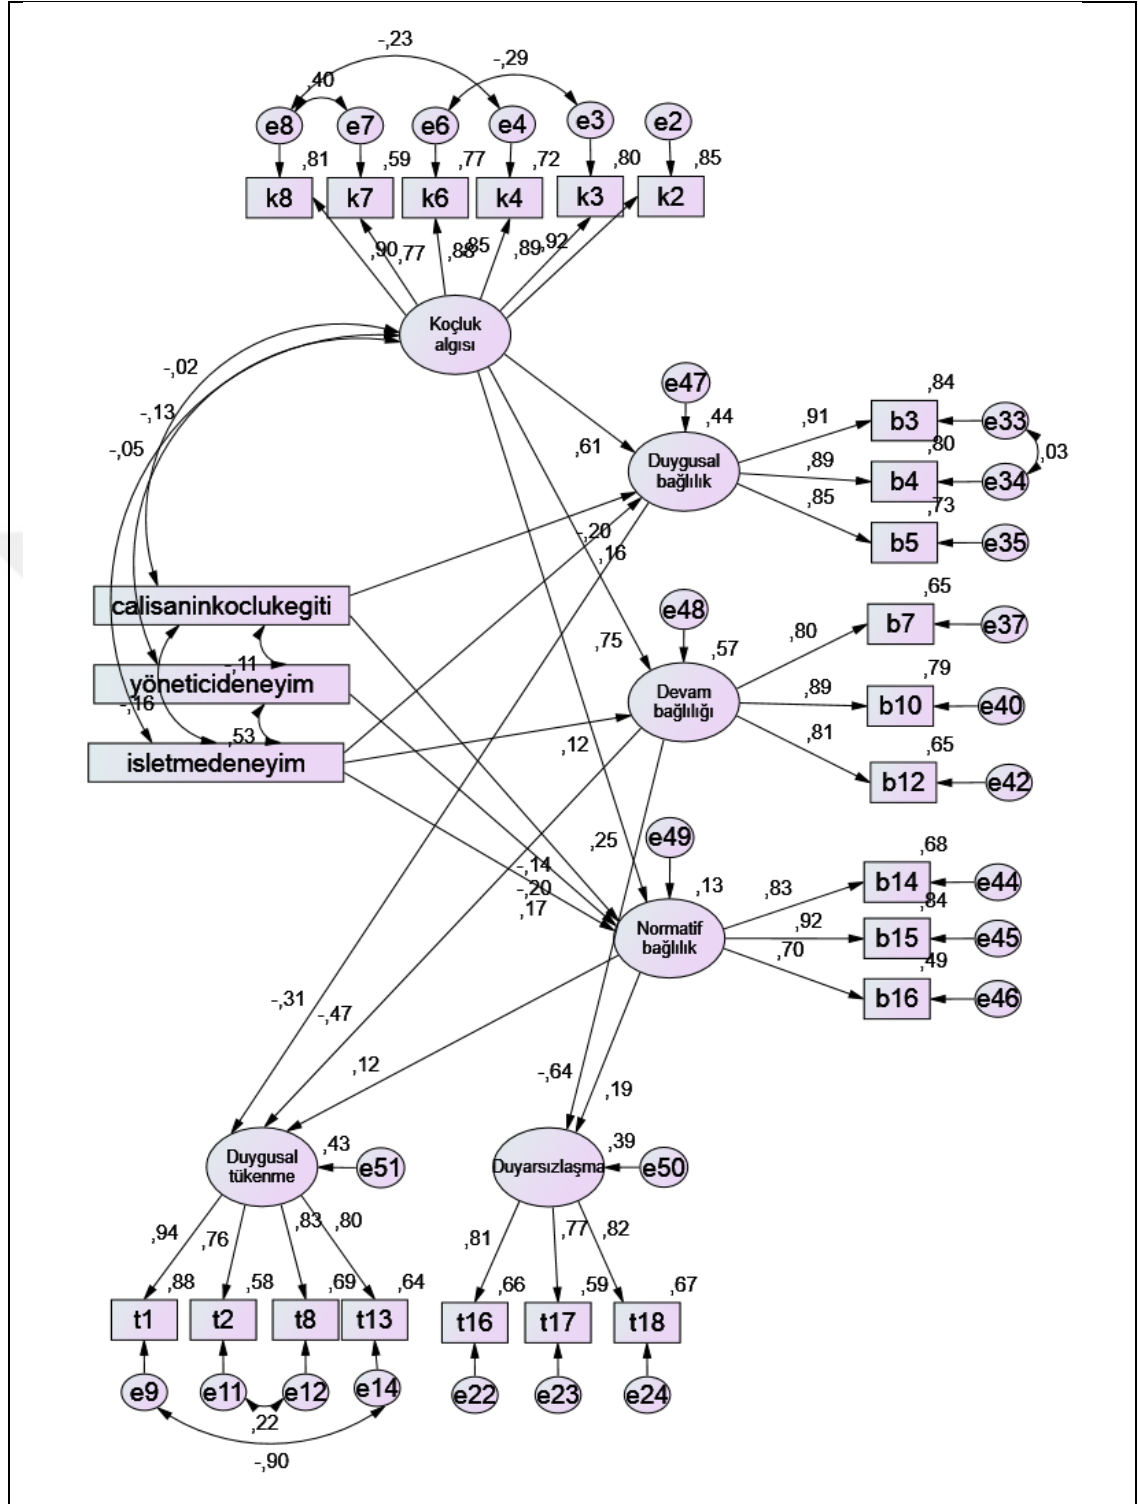 -,23
-,29
,40
e8
e7
e6
e4
e3
e2
,81
,59
,77
,72
,80
,85
k8
k7
k6
k4
k3
k2
,90
,77
,88
,85
,89
,92
Koçluk
algısı
-,02
-,13
-,05
e47
,44
,61
Duygusal
bağlılık
,91
,89
,85
,84
b3
e33
,80
b4
e34
,03
,73
b5
e35
-,20
,16
calisaninkoclukegiti
-,11
yöneticideneyim
-,16
,53
isletmedeneyim
e48
,57
,75
Devam
bağlılığı
,12
,80
,89
,81
,65
b7
e37
,79
b10
e40
,65
b12
e42
e49
,25
,13
-,14
-,20
,17
Normatif
bağlılık
,83
,92
,70
,68
b14
e44
,84
b15
e45
,49
b16
e46
-,31
-,47
,12
-,64
,19
Duygusal
tükenme
,43
e51
Duyarsızlaşma
,39
e50
,94
,76
,83
,80
,81
,77
,82
,88
,58
,69
,64
,66
,59
,67
t1
t2
t8
t13
t16
t17
t18
e9
e11
e12
e14
e22
e23
e24
,22
-,90